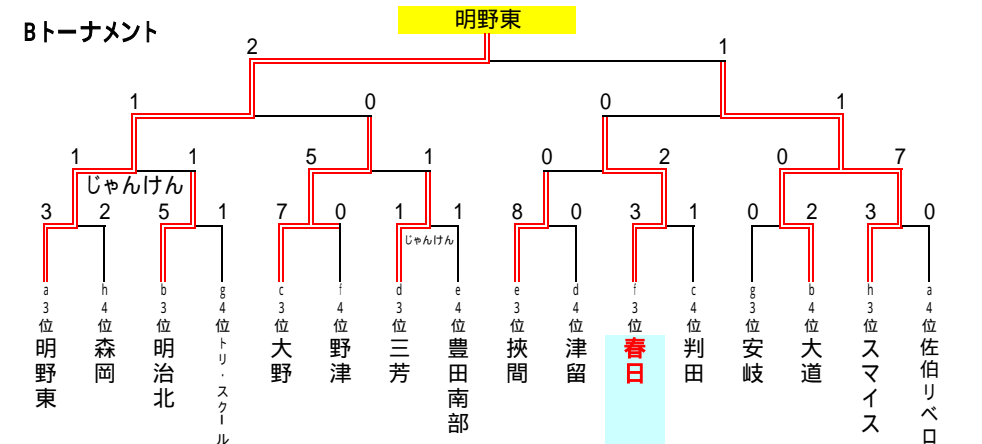 明野東
Bトーナメント
2 1
1 0 0 1
1 1 5 1 0 2 0 7
じゃんけん
3 2 5 1 7 0 1 1 8 0 3 1 0 2 3 0
じゃんけん
a3位明野東
h4位森岡
b3位明治北
g4位トリ・スクール
c3位大野
f4位野津
d3位三芳
e4位豊田南部
e3位挾間
d4位津留
f3位春日
c4位判田
g3位安岐
b4位大道
h3位スマイス
a4位佐伯リベロ